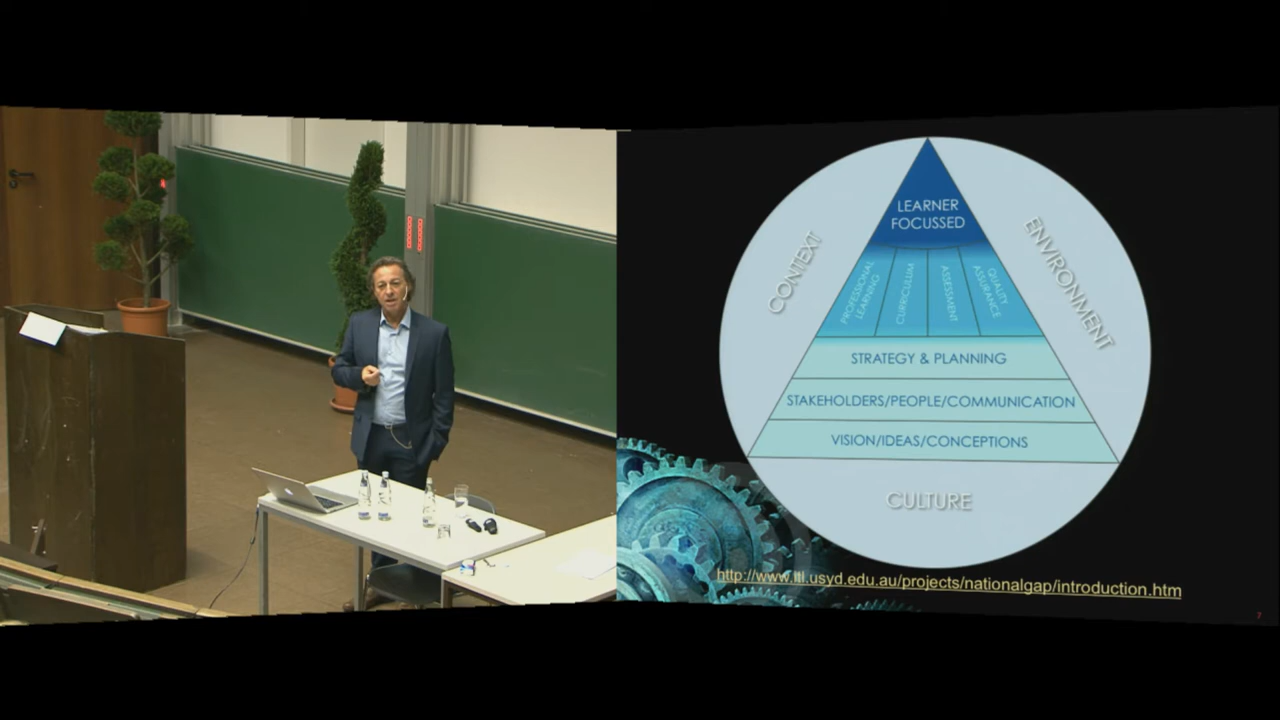 LEARNER
FOCUSSED
CONTEXT
ENVIRONMENT
PROFESSIONAL
LEARNING
CURRICULUM
ASSESSMENT
QUALITY
ASSURANCE
STRATEGY & PLANNING
STAKEHOLDERS/PEOPLE/COMMUNICATION
VISION/IDEAS/CONCEPTIONS
CULTURE
http://www.itl.usyd.edu.au/projects/nationalgap/introduction.htm
7